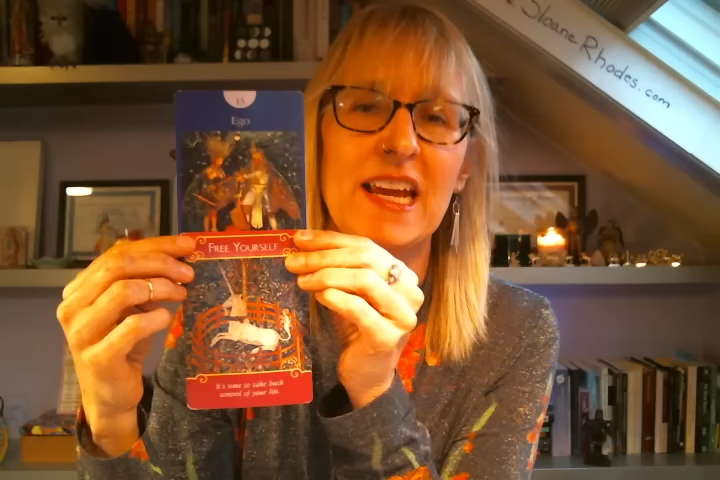 e Sloane Rhodes.com
15
Ego
FREE YOURSELF
It's time to take back
control of your life.